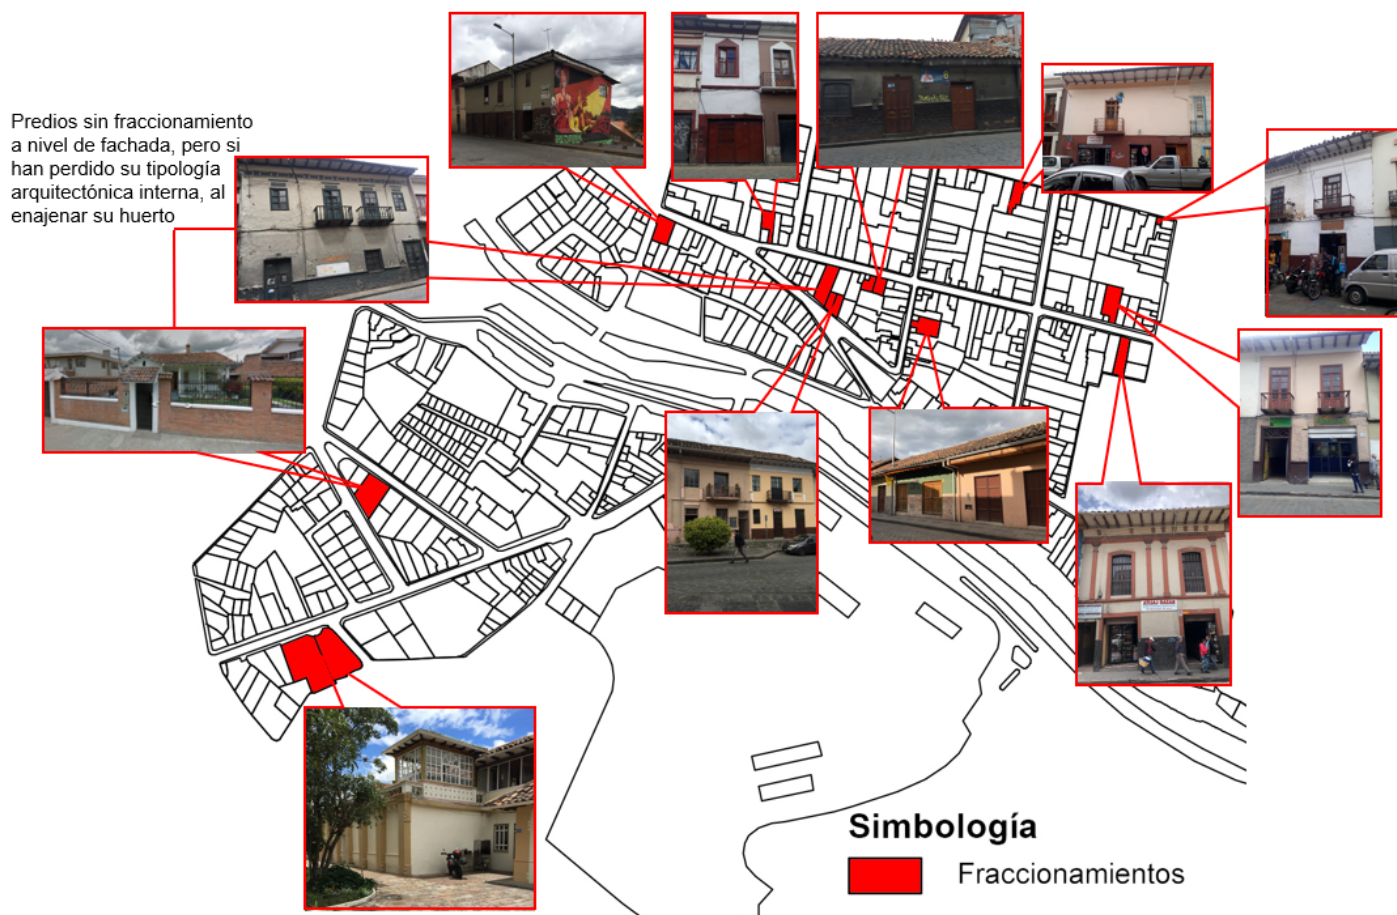 Predios sin fraccionamiento
a nivel de fachada, pero si
han perdido su tipología
arquitectónica interna, al
enajenar su huerto
Simbología
Fraccionamientos